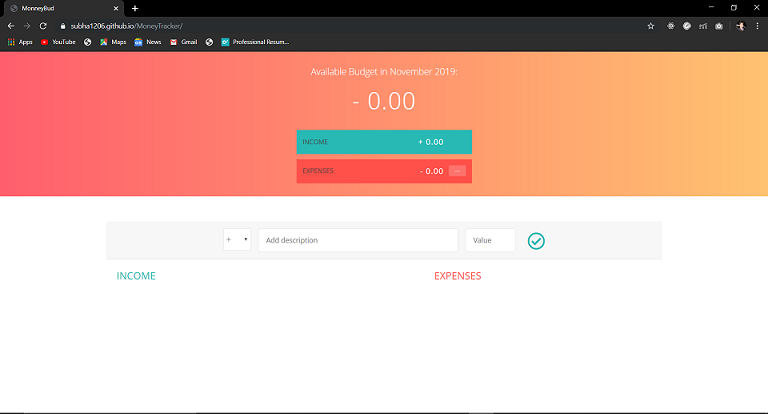 MonneyBud
subha1206.github.io/MoneyTracker/
Apps YouTube Maps News Gmail Professional Resum...
Available Budget in November 2019:
- 0.00
INCOME + 0.00
EXPENSES - 0.00 ---
+ Add description Value
INCOME EXPENSES